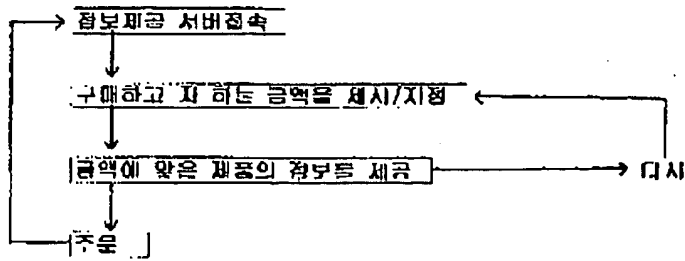 정보제공 서버접속
구매하고 자 하는 금액을 제시/지정
금액에 맞은 제품의 정보를 제공
다시
주문